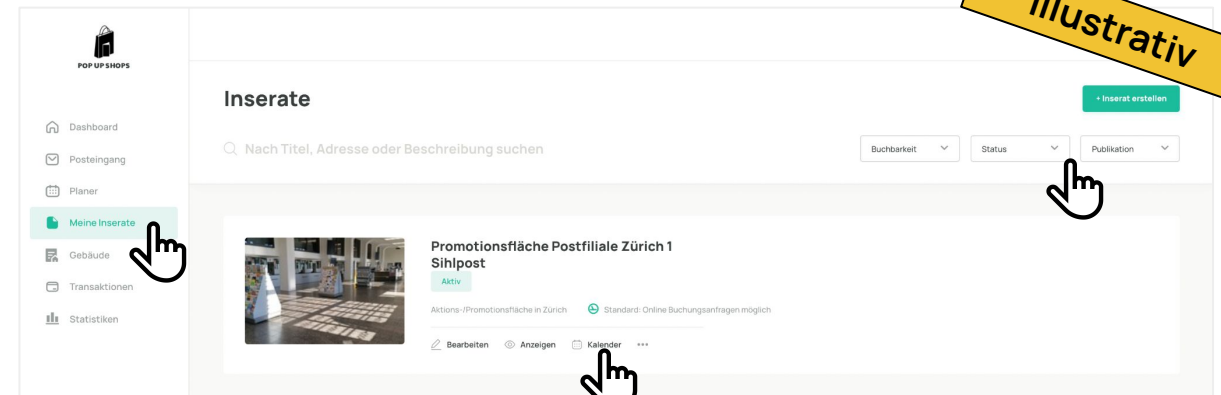 Illustrativ
POP UP SHOPS
Inserate
+ Inserat erstellen
Dashboard
Posteingang
Planer
Meine Inserate
Gebäude
Transaktionen
Statistiken
Nach Titel, Adresse oder Beschreibung suchen
Buchbarkeit
Status
Publikation
Promotionsfläche Postfiliale Zürich 1
Sihlpost
Aktiv
Aktions-/Promotionsfläche in Zürich
Standard: Online Buchungsanfragen möglich
Bearbeiten
Anzeigen
Kalender